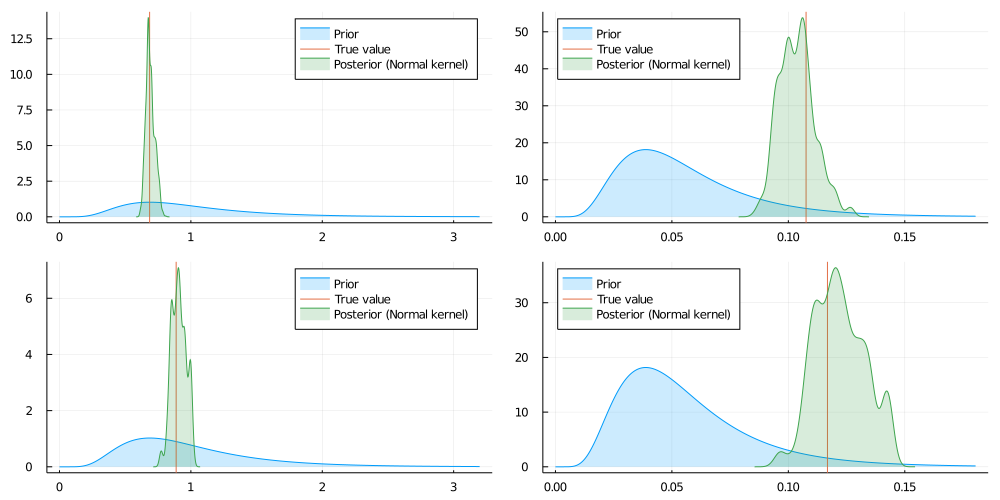 12.5
10.0
7.5
5.0
2.5
0.0
0 1 2 3
Prior
True value
Posterior (Normal kernel)
50
40
30
20
10
0
0.00 0.05 0.10 0.15
Prior
True value
Posterior (Normal kernel)
6
4
2
0
0 1 2 3
Prior
True value
Posterior (Normal kernel)
30
20
10
0
0.00 0.05 0.10 0.15
Prior
True value
Posterior (Normal kernel)